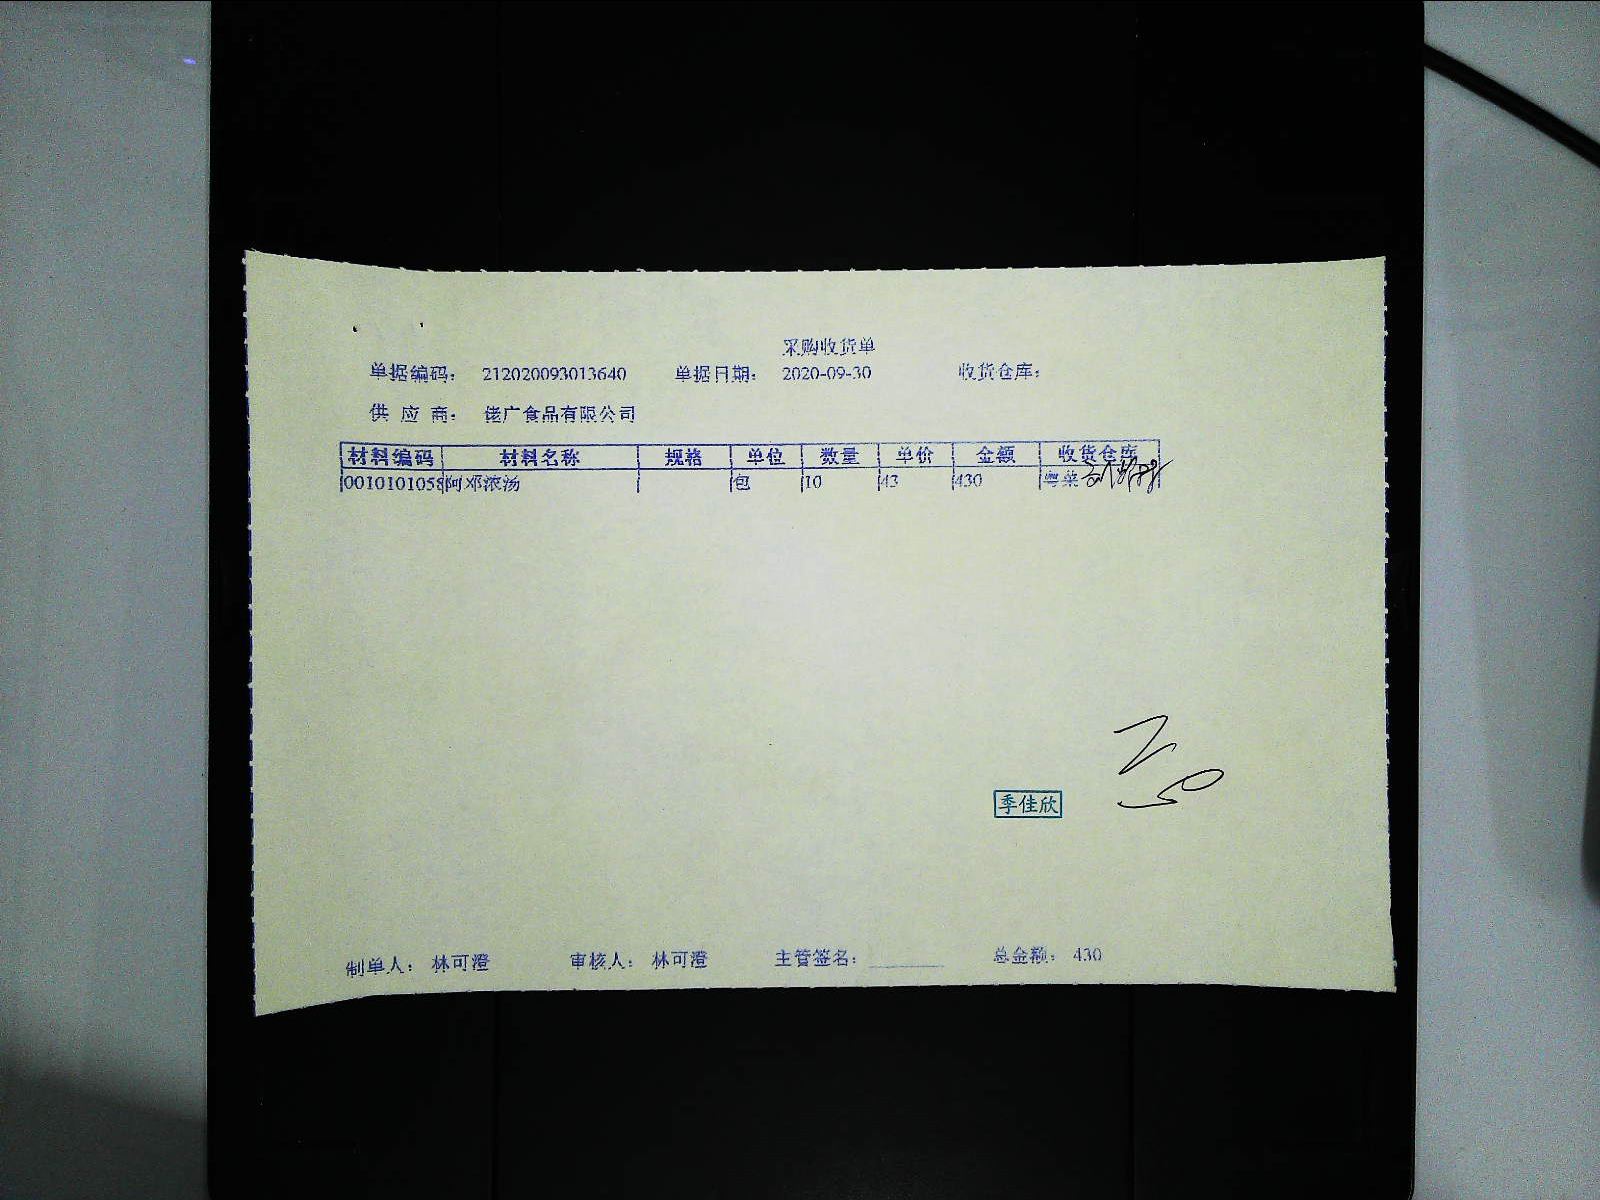 采购收货单
单据编码： 212020093013640 单据日期： 2020-09-30 收货仓库：
供 应 商： 佬广食品有限公司
材料编码 材料名称 规格 单位 数量 单价 金额 收货仓库
0010101058 阿邓浓汤 包 10 43 430 粤菜
季佳欣
制单人： 林可澄 审核人： 林可澄 主管签名： 总金额： 430